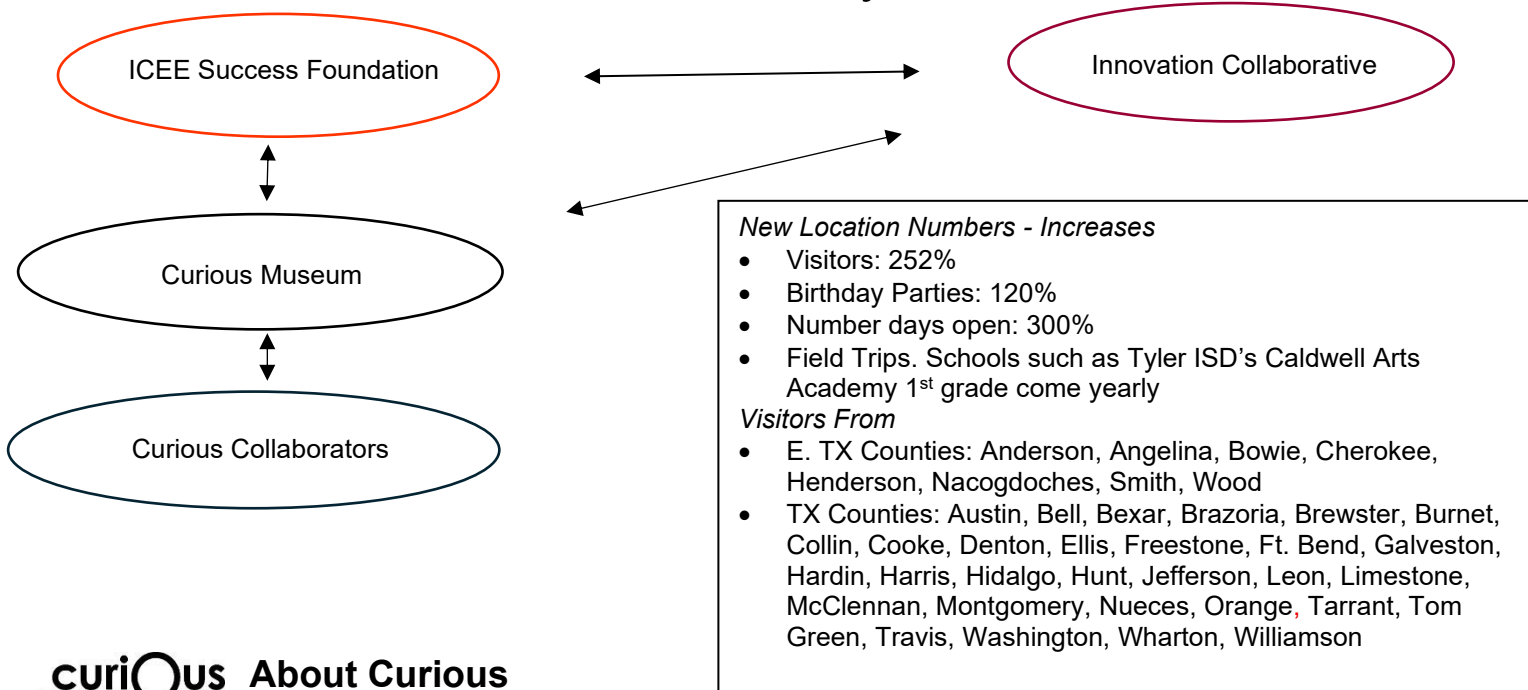 ICEE Success Foundation
Innovation Collaborative
Curious Museum
Curious Collaborators
New Location Numbers - Increases
• Visitors: 252%
• Birthday Parties: 120%
• Number days open: 300%
• Field Trips. Schools such as Tyler ISD’s Caldwell Arts
Academy 1st grade come yearly
Visitors From
• E. TX Counties: Anderson, Angelina, Bowie, Cherokee,
Henderson, Nacogdoches, Smith, Wood
• TX Counties: Austin, Bell, Bexar, Brazoria, Brewster, Burnet,
Collin, Cooke, Denton, Ellis, Freestone, Ft. Bend, Galveston,
Hardin, Harris, Hidalgo, Hunt, Jefferson, Leon, Limestone,
McClennan, Montgomery, Nueces, Orange, Tarrant, Tom
Green, Travis, Washington, Wharton, Williamson
curiOus About Curious